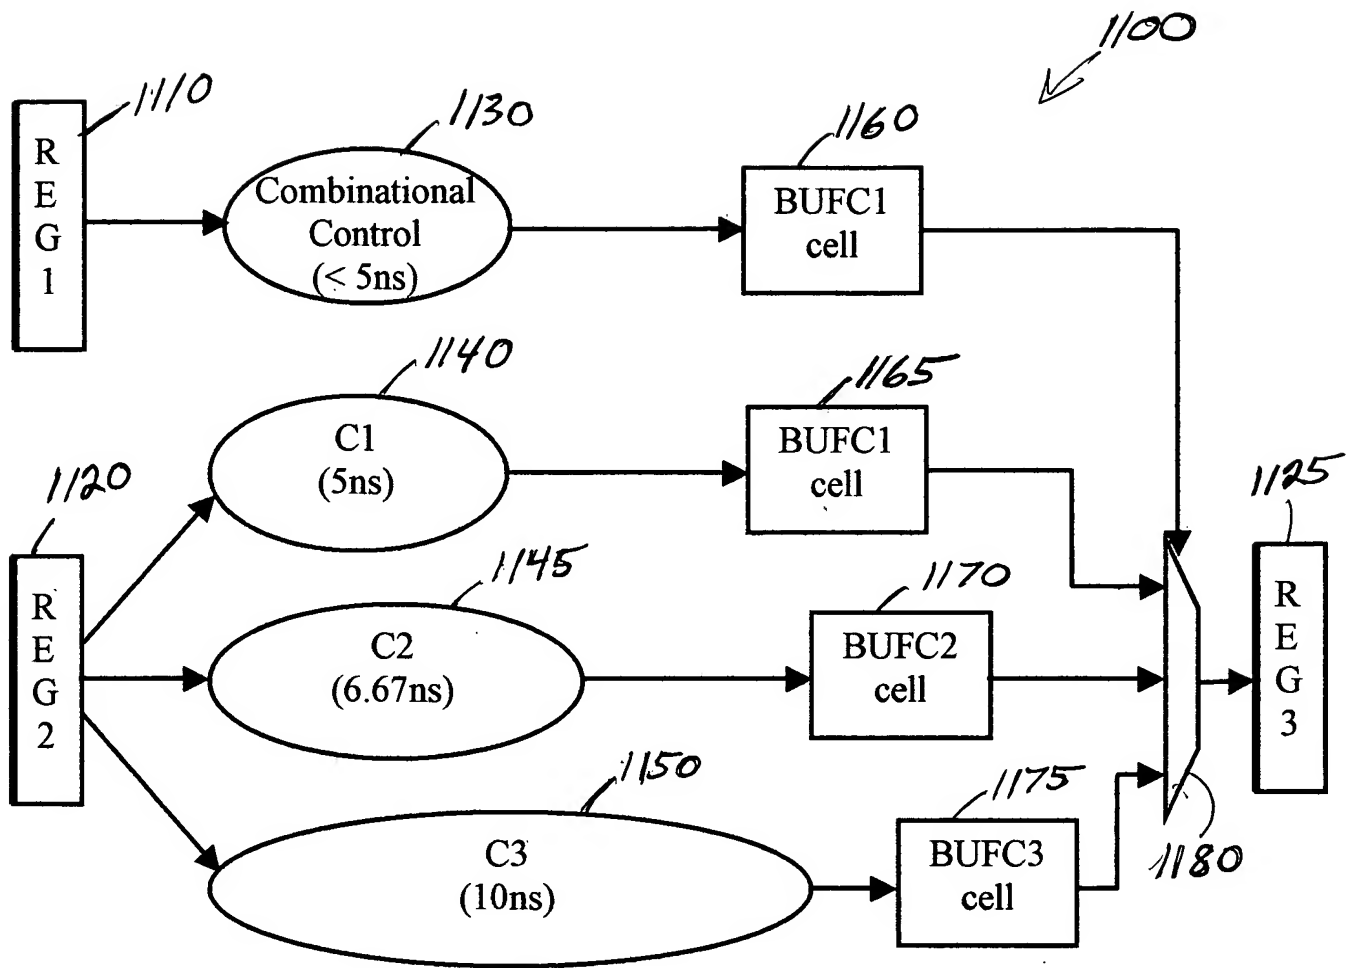 1100
1110
1130
1160
R
E
G
1
Combinational
Control
(< 5ns)
BUFC1
cell
1140
1165
C1
(5ns)
BUFC1
cell
1120
1125
1145
1170
R
E
G
2
C2
(6.67ns)
BUFC2
cell
R
E
G
3
1150
1175
C3
(10ns)
BUFC3
cell
1180